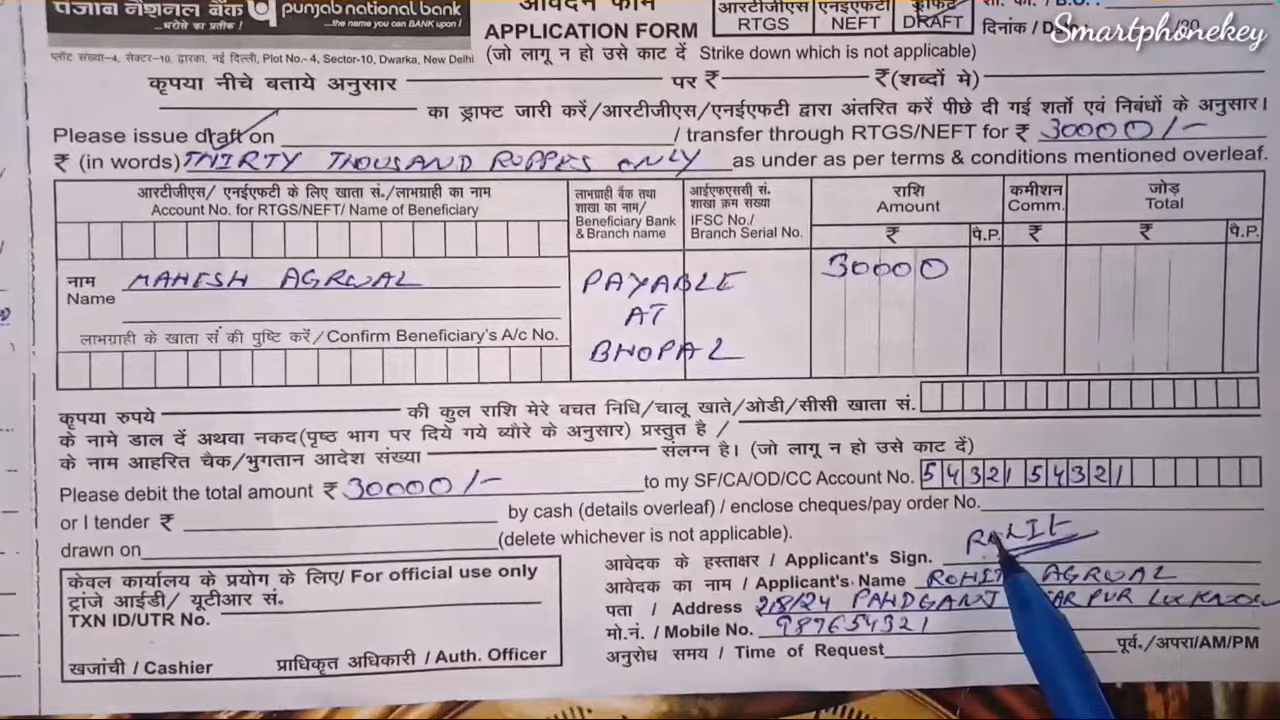 पंजाब नैशनल बैंक punjab national bank
...भरोसे का प्रतीक ! ...the name you can BANK upon !
प्लॉट संख्या-4, सेक्टर-10, द्वारका, नई दिल्ली, Plot No.- 4, Sector-10, Dwarka, New Delhi
आवेदन फॉर्म
APPLICATION FORM
(जो लागू न हो उसे काट दें Strike down which is not applicable)
आरटीजीएस एनईएफटी ड्राफ्ट
RTGS NEFT DRAFT
दिनांक /
Smartphonekey
कृपया नीचे बताये अनुसार पर ₹ ₹(शब्दों मे)
का ड्राफ्ट जारी करें/आरटीजीएस/एनईएफटी द्वारा अंतरित करें पीछे दी गई शर्तों एवं निबंधों के अनुसार।
Please issue draft on / transfer through RTGS/NEFT for ₹ 30000/-
₹ (in words) THIRTY THOUSAND RUPPES ONLY as under as per terms & conditions mentioned overleaf.
आरटीजीएस/ एनईएफटी के लिए खाता सं./लाभग्राही का नाम
Account No. for RTGS/NEFT/ Name of Beneficiary
लाभग्राही बैंक तथा
शाखा का नाम/
Beneficiary Bank
& Branch name
आईएफएससी सं.
शाखा क्रम संख्या
IFSC No./
Branch Serial No.
राशि
Amount
कमीशन
Comm.
जोड़
Total
₹ पै.P. ₹ ₹ पै.P.
नाम MAHESH AGRWAL
Name
PAYABLE
AT
BHOPAL
30000
लाभग्राही के खाता सं की पुष्टि करें / Confirm Beneficiary's A/c No.
कृपया रुपये की कुल राशि मेरे बचत निधि/चालू खाते/ओडी/सीसी खाता सं.
के नामे डाल दें अथवा नकद(पृष्ठ भाग पर दिये गये ब्यौरे के अनुसार) प्रस्तुत है /
के नाम आहरित चैक/भुगतान आदेश संख्या संलग्न है। (जो लागू न हो उसे काट दें)
Please debit the total amount ₹ 30000/- to my SF/CA/OD/CC Account No. 5432154321
or I tender ₹ by cash (details overleaf) / enclose cheques/pay order No.
drawn on (delete whichever is not applicable).
केवल कार्यालय के प्रयोग के लिए/ For official use only
ट्रांजे आईडी/ यूटीआर सं.
TXN ID/UTR No.
खजांची / Cashier प्राधिकृत अधिकारी / Auth. Officer
आवेदक के हस्ताक्षर / Applicant's Sign.
आवेदक का नाम / Applicant's Name AGRWAL
पता / Address 2/8/24 LUCKNOW
मो.नं. / Mobile No. 987654321
अनुरोध समय / Time of Request पूर्व./अपरा/AM/PM